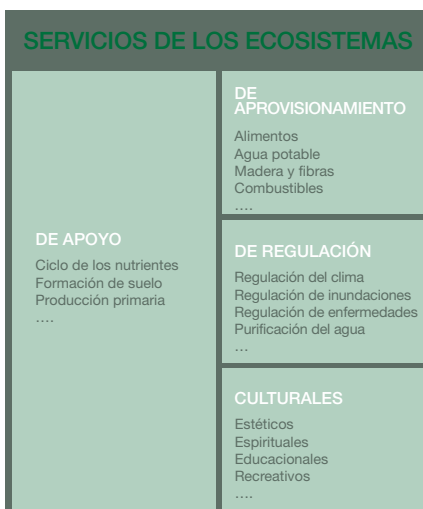 SERVICIOS DE LOS ECOSISTEMAS
DE APOYO
Ciclo de los nutrientes
Formación de suelo
Producción primaria
....
DE
APROVISIONAMIENTO
Alimentos
Agua potable
Madera y fibras
Combustibles
....
DE REGULACIÓN
Regulación del clima
Regulación de inundaciones
Regulación de enfermedades
Purificación del agua
...
CULTURALES
Estéticos
Espirituales
Educacionales
Recreativos
....